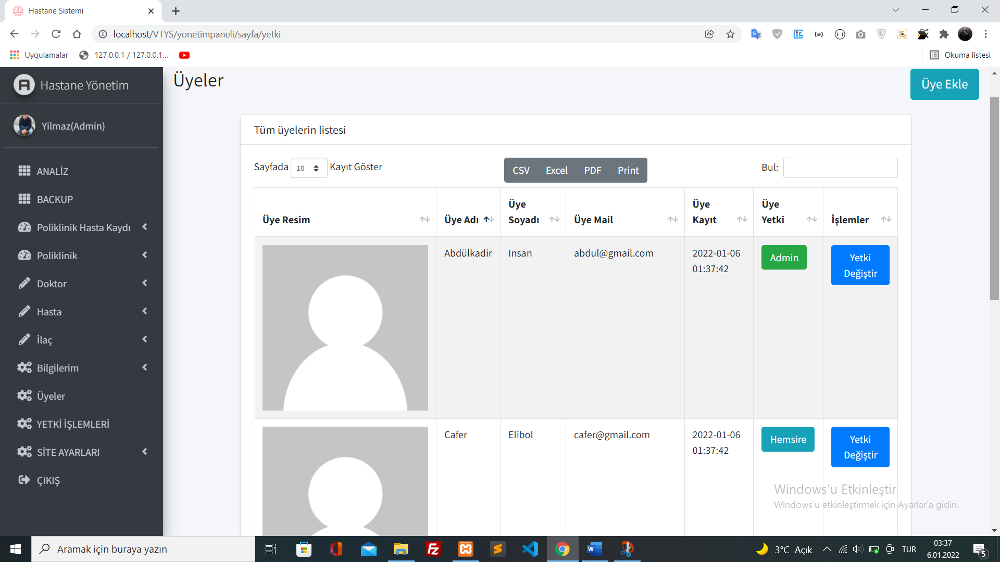 Hastane Sistemi
localhost/VTYS/yonetimpaneli/sayfa/yetki
Uygulamalar
127.0.0.1 / 127.0.0.1...
Okuma listesi
Hastane Yönetim
Yilmaz(Admin)
ANALİZ
BACKUP
Poliklinik Hasta Kaydı
Poliklinik
Doktor
Hasta
İlaç
Bilgilerim
Üyeler
YETKİ İŞLEMLERİ
SİTE AYARLARI
ÇIKIŞ
Üyeler
Üye Ekle
Tüm üyelerin listesi
Sayfada 10 Kayıt Göster
CSV Excel PDF Print
Bul:
Üye Resim
Üye Adı
Üye
Soyadı
Üye Mail
Üye
Kayıt
Üye
Yetki
İşlemler
Abdülkadir
Insan
abdul@gmail.com
2022-01-06
01:37:42
Admin
Yetki
Değiştir
Cafer
Elibol
cafer@gmail.com
2022-01-06
01:37:42
Hemsire
Yetki
Değiştir
Windows'u Etkinleştir
Windows'u etkinleştirmek için Ayarlar'a gidin.
Aramak için buraya yazın
3°C Açık
TUR
03:37
6.01.2022
5